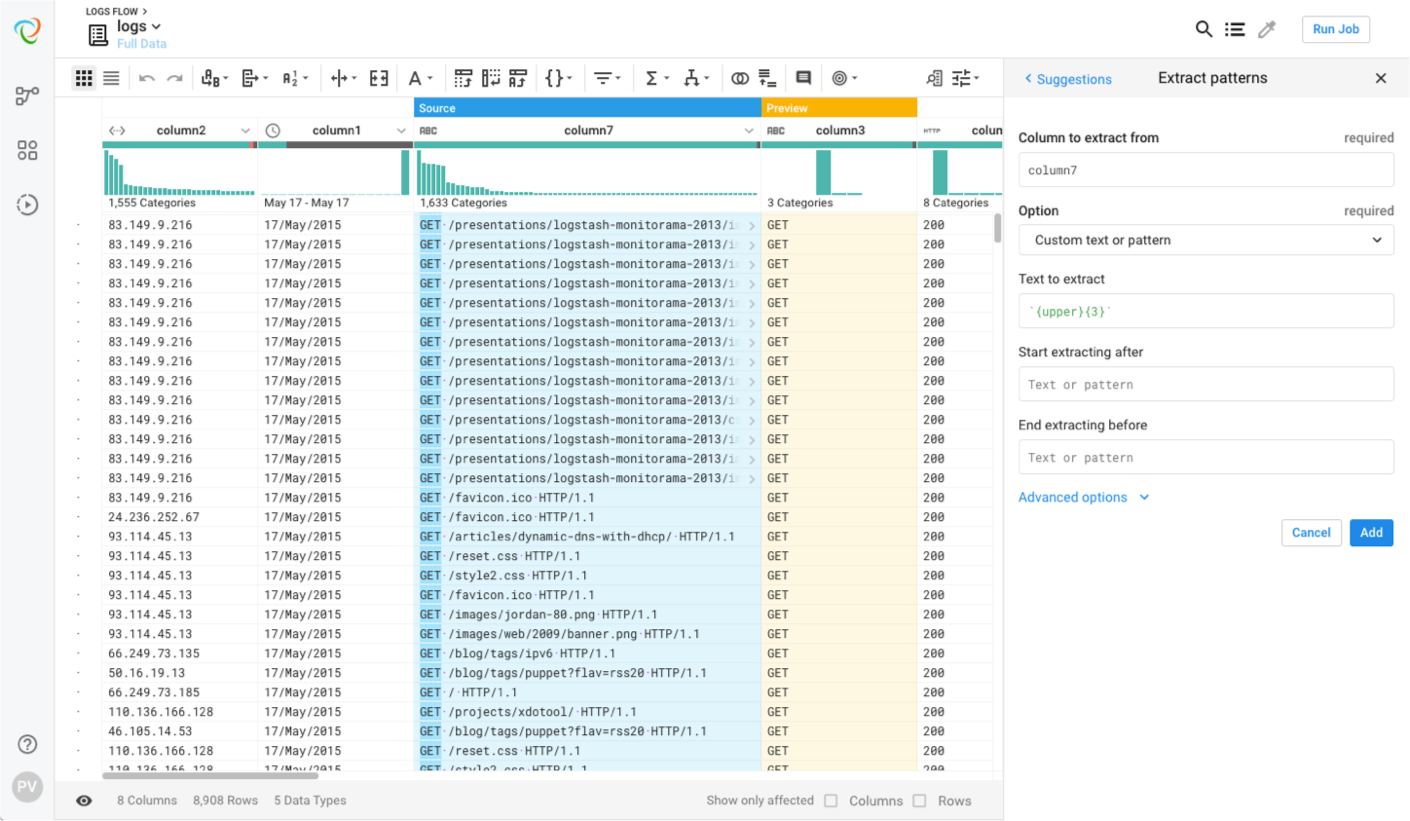 LOGS FLOW >
logs
Full Data
Run Job
Suggestions
Extract patterns
Source
Preview
column2
column1
ABC
column7
ABC
column3
HTTP
colum
1,555 Categories
May 17 - May 17
1,633 Categories
3 Categories
8 Categories
83.149.9.216 17/May/2015 GET·/presentations/logstash-monitorama-2013/i GET 200
83.149.9.216 17/May/2015 GET·/presentations/logstash-monitorama-2013/i GET 200
83.149.9.216 17/May/2015 GET·/presentations/logstash-monitorama-2013/i GET 200
83.149.9.216 17/May/2015 GET·/presentations/logstash-monitorama-2013/i GET 200
83.149.9.216 17/May/2015 GET·/presentations/logstash-monitorama-2013/i GET 200
83.149.9.216 17/May/2015 GET·/presentations/logstash-monitorama-2013/i GET 200
83.149.9.216 17/May/2015 GET·/presentations/logstash-monitorama-2013/i GET 200
83.149.9.216 17/May/2015 GET·/presentations/logstash-monitorama-2013/i GET 200
83.149.9.216 17/May/2015 GET·/presentations/logstash-monitorama-2013/i GET 200
83.149.9.216 17/May/2015 GET·/presentations/logstash-monitorama-2013/i GET 200
83.149.9.216 17/May/2015 GET·/presentations/logstash-monitorama-2013/c GET 200
83.149.9.216 17/May/2015 GET·/presentations/logstash-monitorama-2013/i GET 200
83.149.9.216 17/May/2015 GET·/presentations/logstash-monitorama-2013/i GET 200
83.149.9.216 17/May/2015 GET·/presentations/logstash-monitorama-2013/i GET 200
83.149.9.216 17/May/2015 GET·/favicon.ico·HTTP/1.1 GET 200
24.236.252.67 17/May/2015 GET·/favicon.ico·HTTP/1.1 GET 200
93.114.45.13 17/May/2015 GET·/articles/dynamic-dns-with-dhcp/·HTTP/1.1 GET 200
93.114.45.13 17/May/2015 GET·/reset.css·HTTP/1.1 GET 200
93.114.45.13 17/May/2015 GET·/style2.css·HTTP/1.1 GET 200
93.114.45.13 17/May/2015 GET·/favicon.ico·HTTP/1.1 GET 200
93.114.45.13 17/May/2015 GET·/images/jordan-80.png·HTTP/1.1 GET 200
93.114.45.13 17/May/2015 GET·/images/web/2009/banner.png·HTTP/1.1 GET 200
66.249.73.135 17/May/2015 GET·/blog/tags/ipv6·HTTP/1.1 GET 200
50.16.19.13 17/May/2015 GET·/blog/tags/puppet?flav=rss20·HTTP/1.1 GET 200
66.249.73.185 17/May/2015 GET·/·HTTP/1.1 GET 200
110.136.166.128 17/May/2015 GET·/projects/xdotool/·HTTP/1.1 GET 200
46.105.14.53 17/May/2015 GET·/blog/tags/puppet?flav=rss20·HTTP/1.1 GET 200
110.136.166.128 17/May/2015 GET·/reset.css·HTTP/1.1 GET 200
110.136.166.128 17/May/2015 GET·/style2.css·HTTP/1.1 GET 200
Column to extract from required
column7
Option required
Custom text or pattern
Text to extract
`{upper}{3}`
Start extracting after
Text or pattern
End extracting before
Text or pattern
Advanced options
Cancel
Add
PV
8 Columns 8,908 Rows 5 Data Types
Show only affected Columns Rows